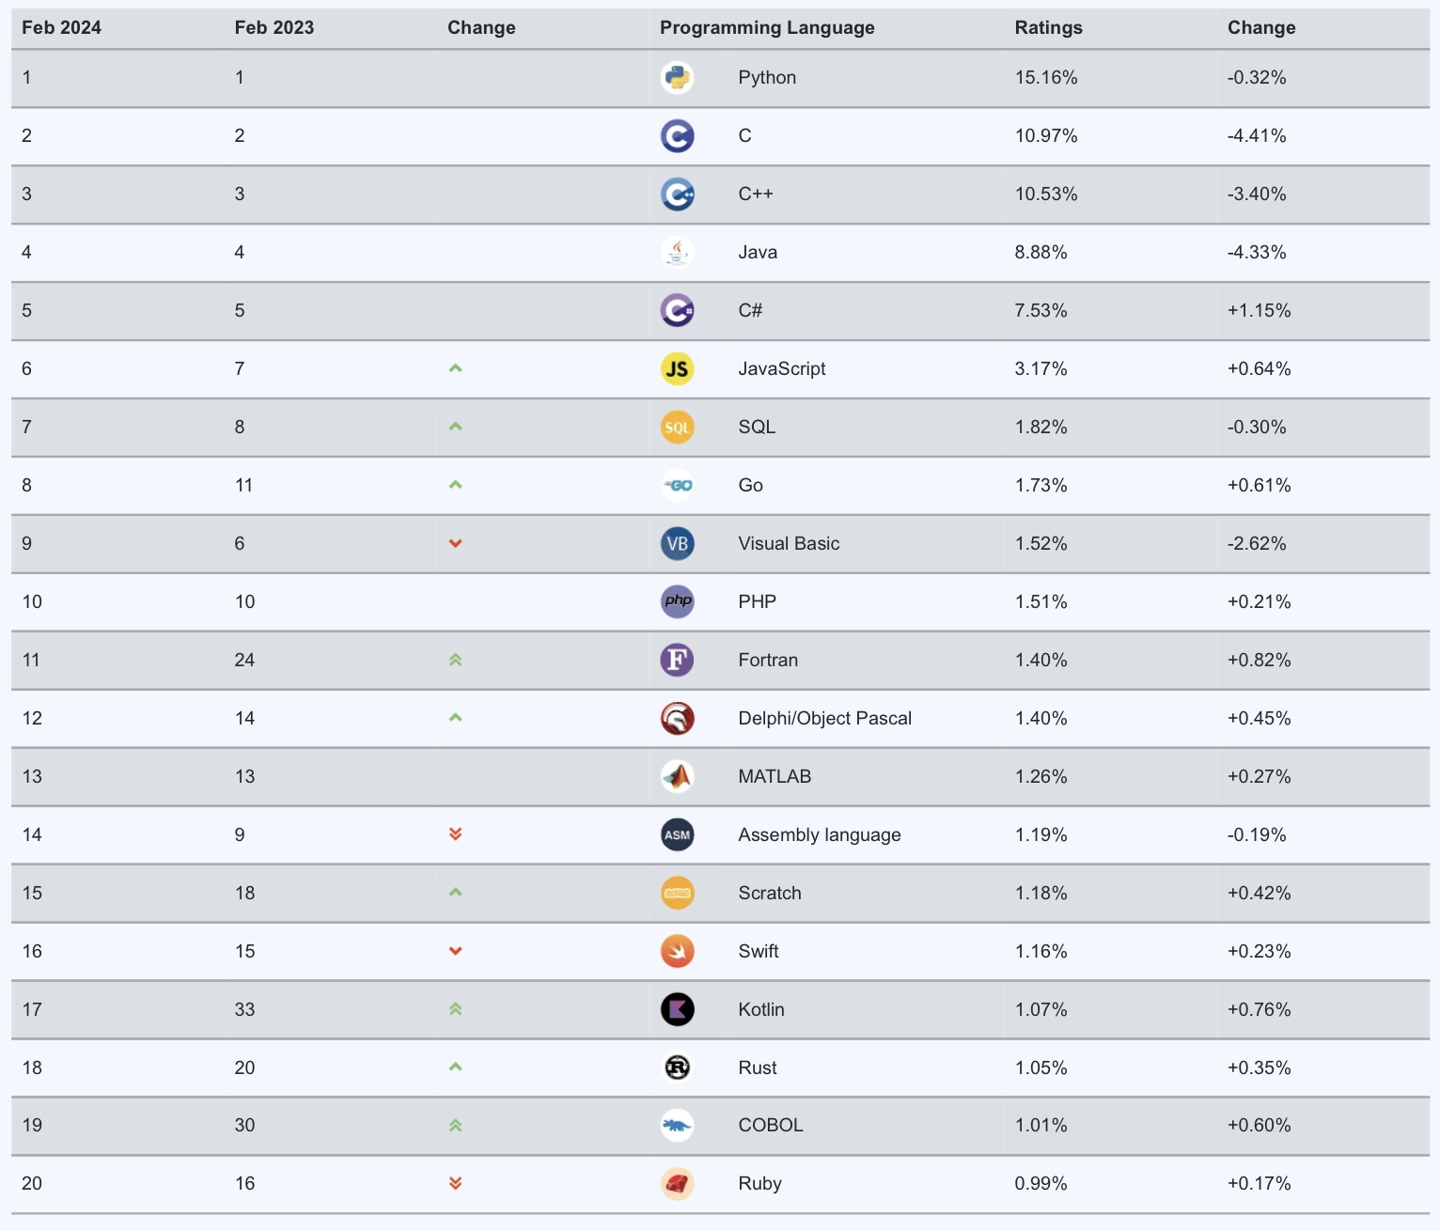 Feb 2024 Feb 2023 Change Programming Language Ratings Change
1 1 Python 15.16% -0.32%
2 2 C 10.97% -4.41%
3 3 C++ 10.53% -3.40%
4 4 Java 8.88% -4.33%
5 5 C# 7.53% +1.15%
6 7 JS JavaScript 3.17% +0.64%
7 8 SQL SQL 1.82% -0.30%
8 11 GO Go 1.73% +0.61%
9 6 VB Visual Basic 1.52% -2.62%
10 10 php PHP 1.51% +0.21%
11 24 F Fortran 1.40% +0.82%
12 14 Delphi/Object Pascal 1.40% +0.45%
13 13 MATLAB 1.26% +0.27%
14 9 ASM Assembly language 1.19% -0.19%
15 18 Scratch 1.18% +0.42%
16 15 Swift 1.16% +0.23%
17 33 Kotlin 1.07% +0.76%
18 20 R Rust 1.05% +0.35%
19 30 COBOL 1.01% +0.60%
20 16 Ruby 0.99% +0.17%